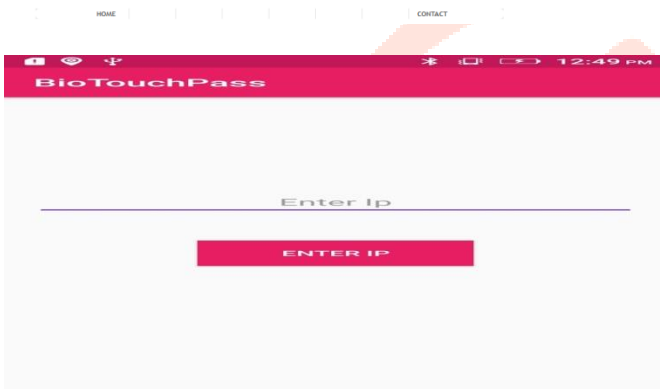 HOME CONTACT
12:49 PM
BioTouchPass
Enter Ip
ENTER IP